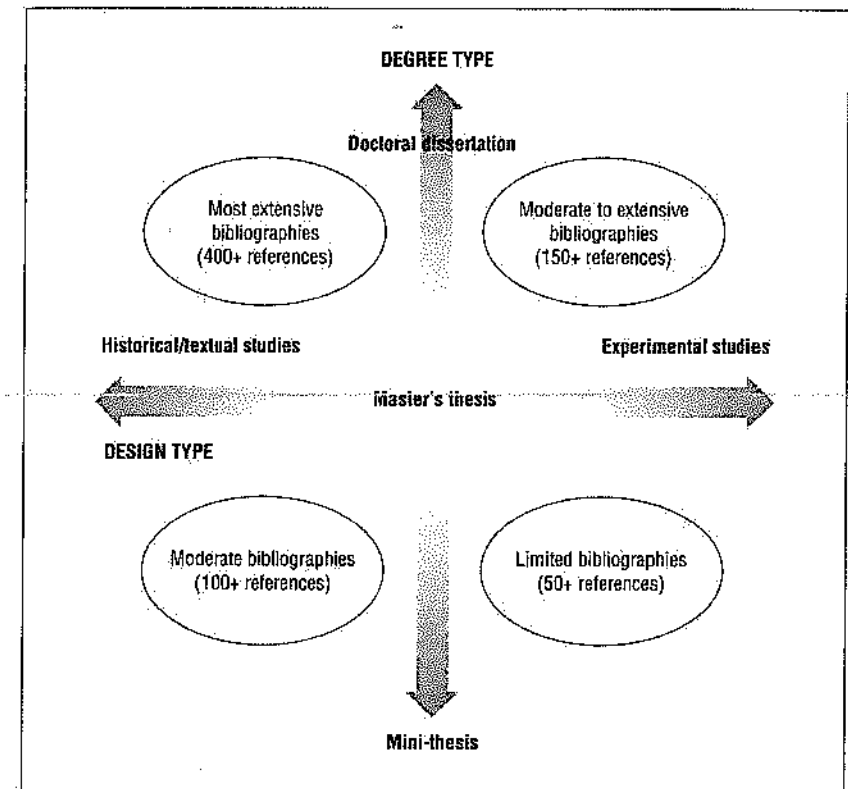 DEGREE TYPE
Doctoral dissertation
Most extensive
bibliographies
(400+ references)
Moderate to extensive
bibliographies
(150+ references)
Historical/textual studies
Experimental studies
Master's thesis
DESIGN TYPE
Moderate bibliographies
(100+ references)
Limited bibliographies
(50+ references)
Mini-thesis